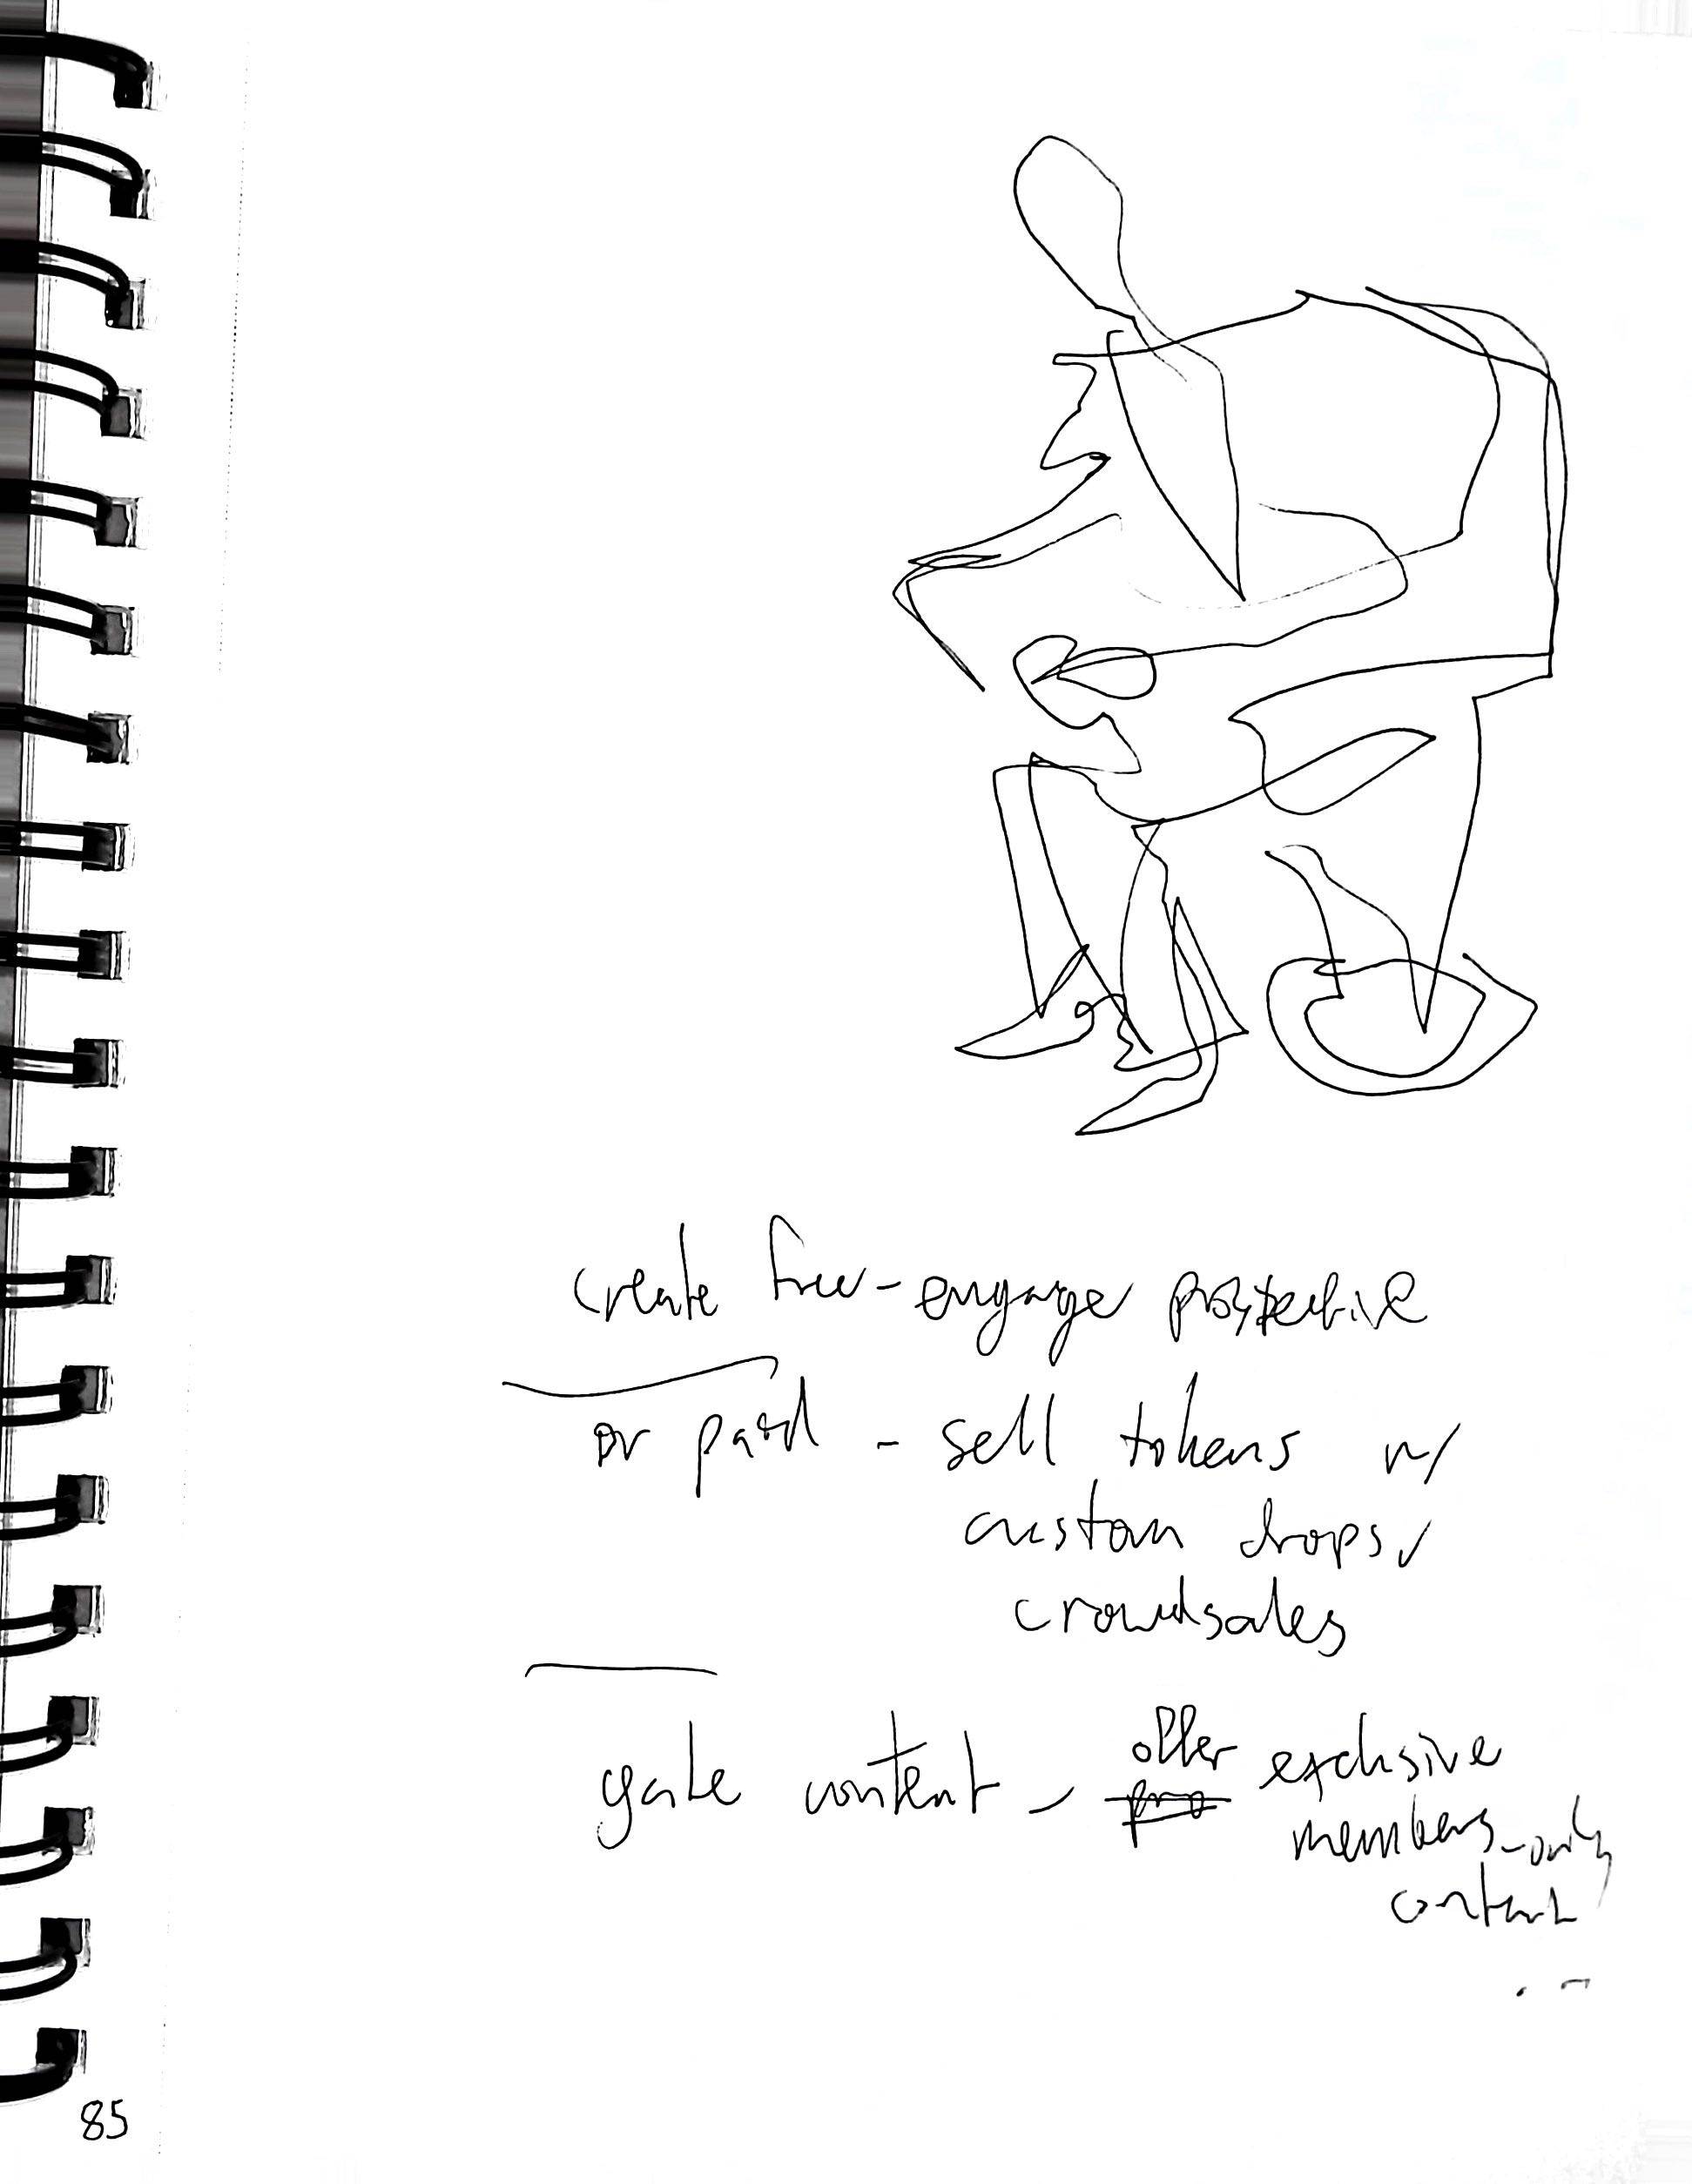 create free - engage prospective
or paid - sell tokens w/
custom drops,
crowdsales
gate content - offer exclusive
members-only
content
85